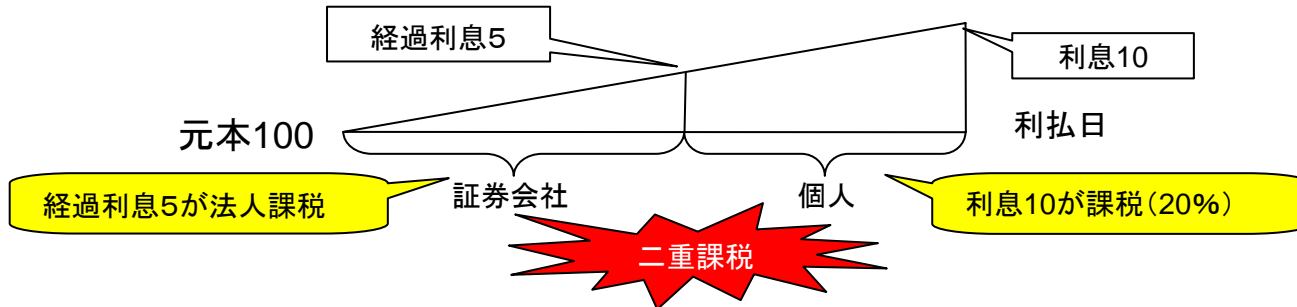 経過利息5
利息10
元本100
利払日
証券会社
個人
経過利息5が法人課税
利息10が課税（20%）
二重課税